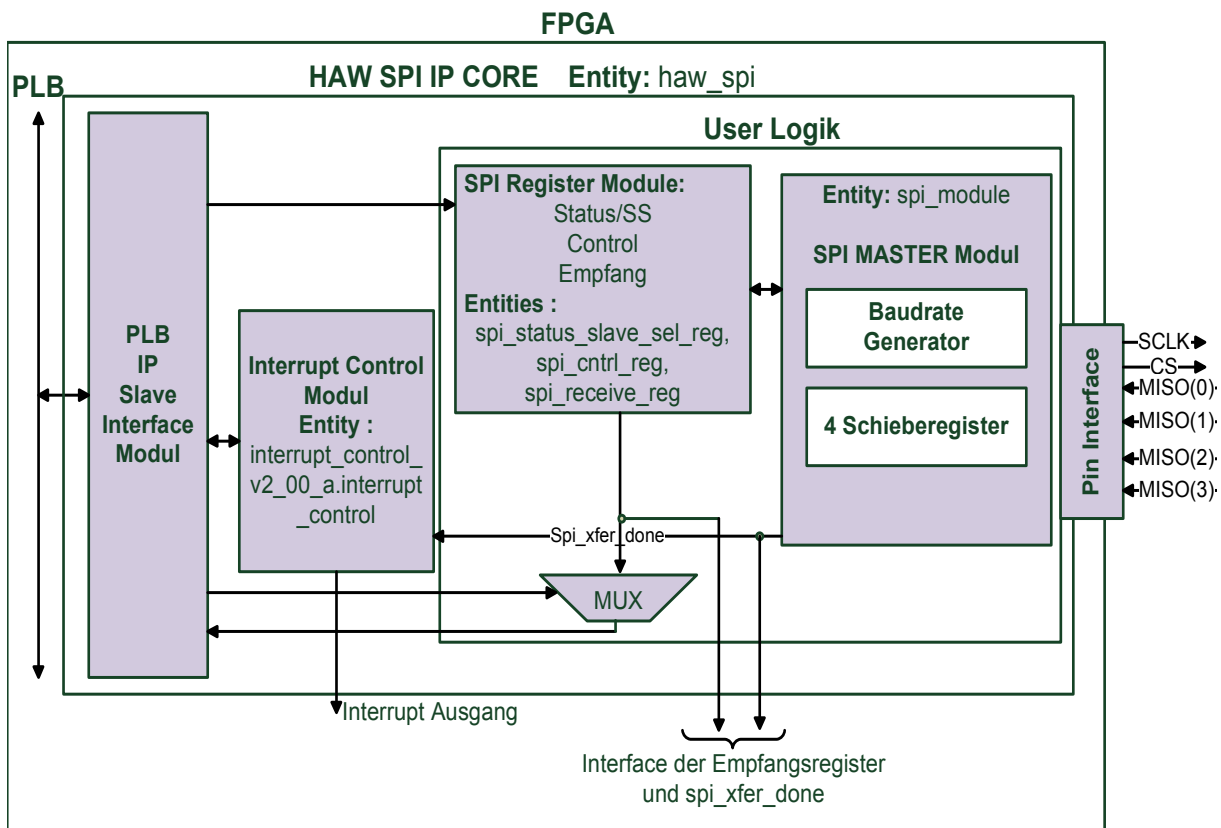 FPGA
PLB
HAW SPI IP CORE Entity: haw_spi
User Logik
PLB
IP
Slave
Interface
Modul
Interrupt Control
Modul
Entity :
interrupt_control_
v2_00_a.interrupt
_control
SPI Register Module:
Status/SS
Control
Empfang
Entities :
spi_status_slave_sel_reg,
spi_cntrl_reg,
spi_receive_reg
Entity: spi_module
SPI MASTER Modul
Baudrate
Generator
4 Schieberegister
Pin Interface
SCLK
CS
MISO(0)
MISO(1)
MISO(2)
MISO(3)
Spi_xfer_done
MUX
Interrupt Ausgang
Interface der Empfangsregister
und spi_xfer_done